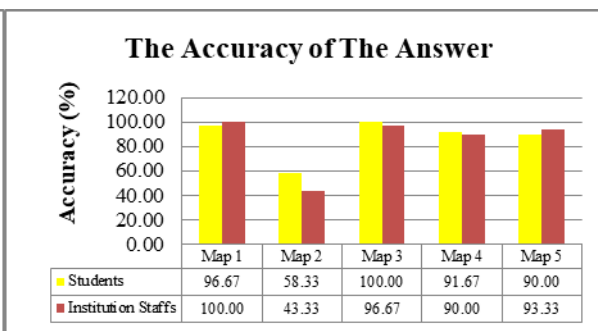 The Accuracy of The Answer
Accuracy (%)
120.00
100.00
80.00
60.00
40.00
20.00
0.00
Map 1 Map 2 Map 3 Map 4 Map 5
Students 96.67 58.33 100.00 91.67 90.00
Institution Staffs 100.00 43.33 96.67 90.00 93.33